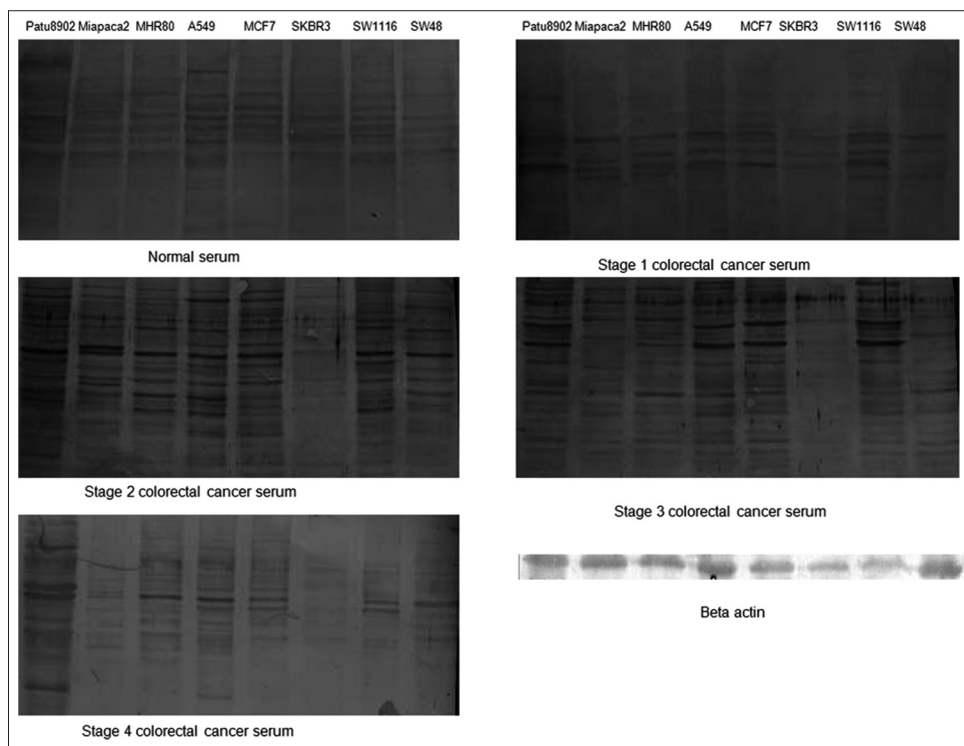 Patu8902 Miapaca2 MHR80 A549 MCF7 SKBR3 SW1116 SW48
Patu8902 Miapaca2 MHR80 A549 MCF7 SKBR3 SW1116 SW48
Normal serum
Stage 1 colorectal cancer serum
Stage 2 colorectal cancer serum
Stage 3 colorectal cancer serum
Beta actin
Stage 4 colorectal cancer serum